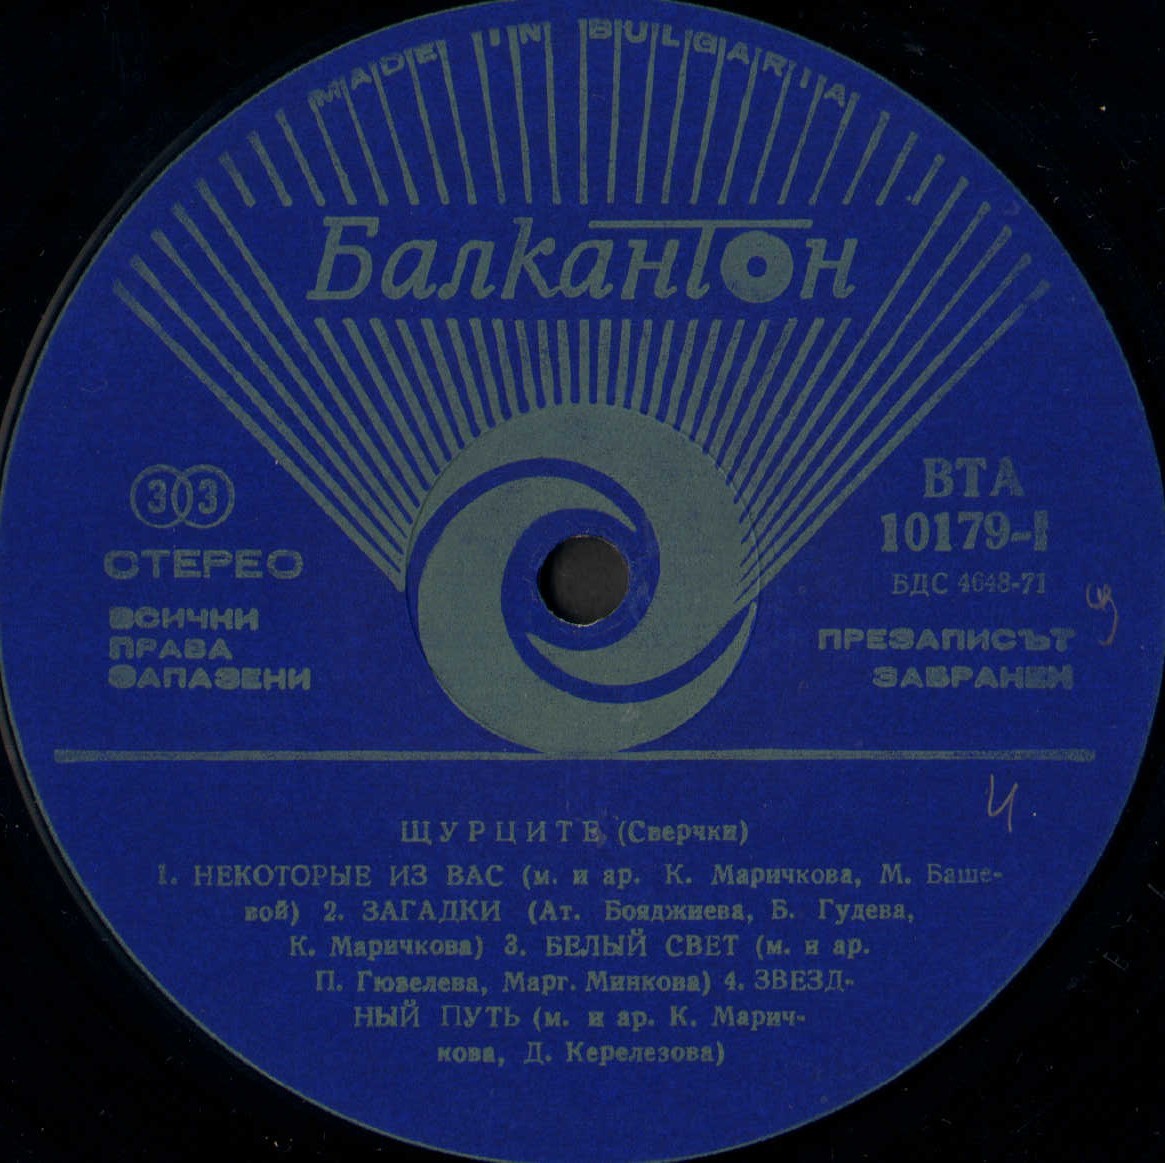 MADE IN BULGARIA
Балкантон
33
СТЕРЕО
ВСИЧКИ
ПРАВА
ЗАПАЗЕНИ
ВТА
10179-I
БДС 4648-71
ПРЕЗАПИСЪТ
ЗАБРАНЕН
ЩУРЦИТЕ (Сверчки)
1. НЕКОТОРЫЕ ИЗ ВАС (м. и ар. К. Маричкова, М. Баше-
вой) 2. ЗАГАДКИ (Ат. Бояджиева, Б. Гудева,
К. Маричкова) 3. БЕЛЫЙ СВЕТ (м. и ар.
П. Гювелева, Марг. Минкова) 4. ЗВЕЗД-
НЫЙ ПУТЬ (м. и ар. К. Марич-
кова, Д. Керелезова)